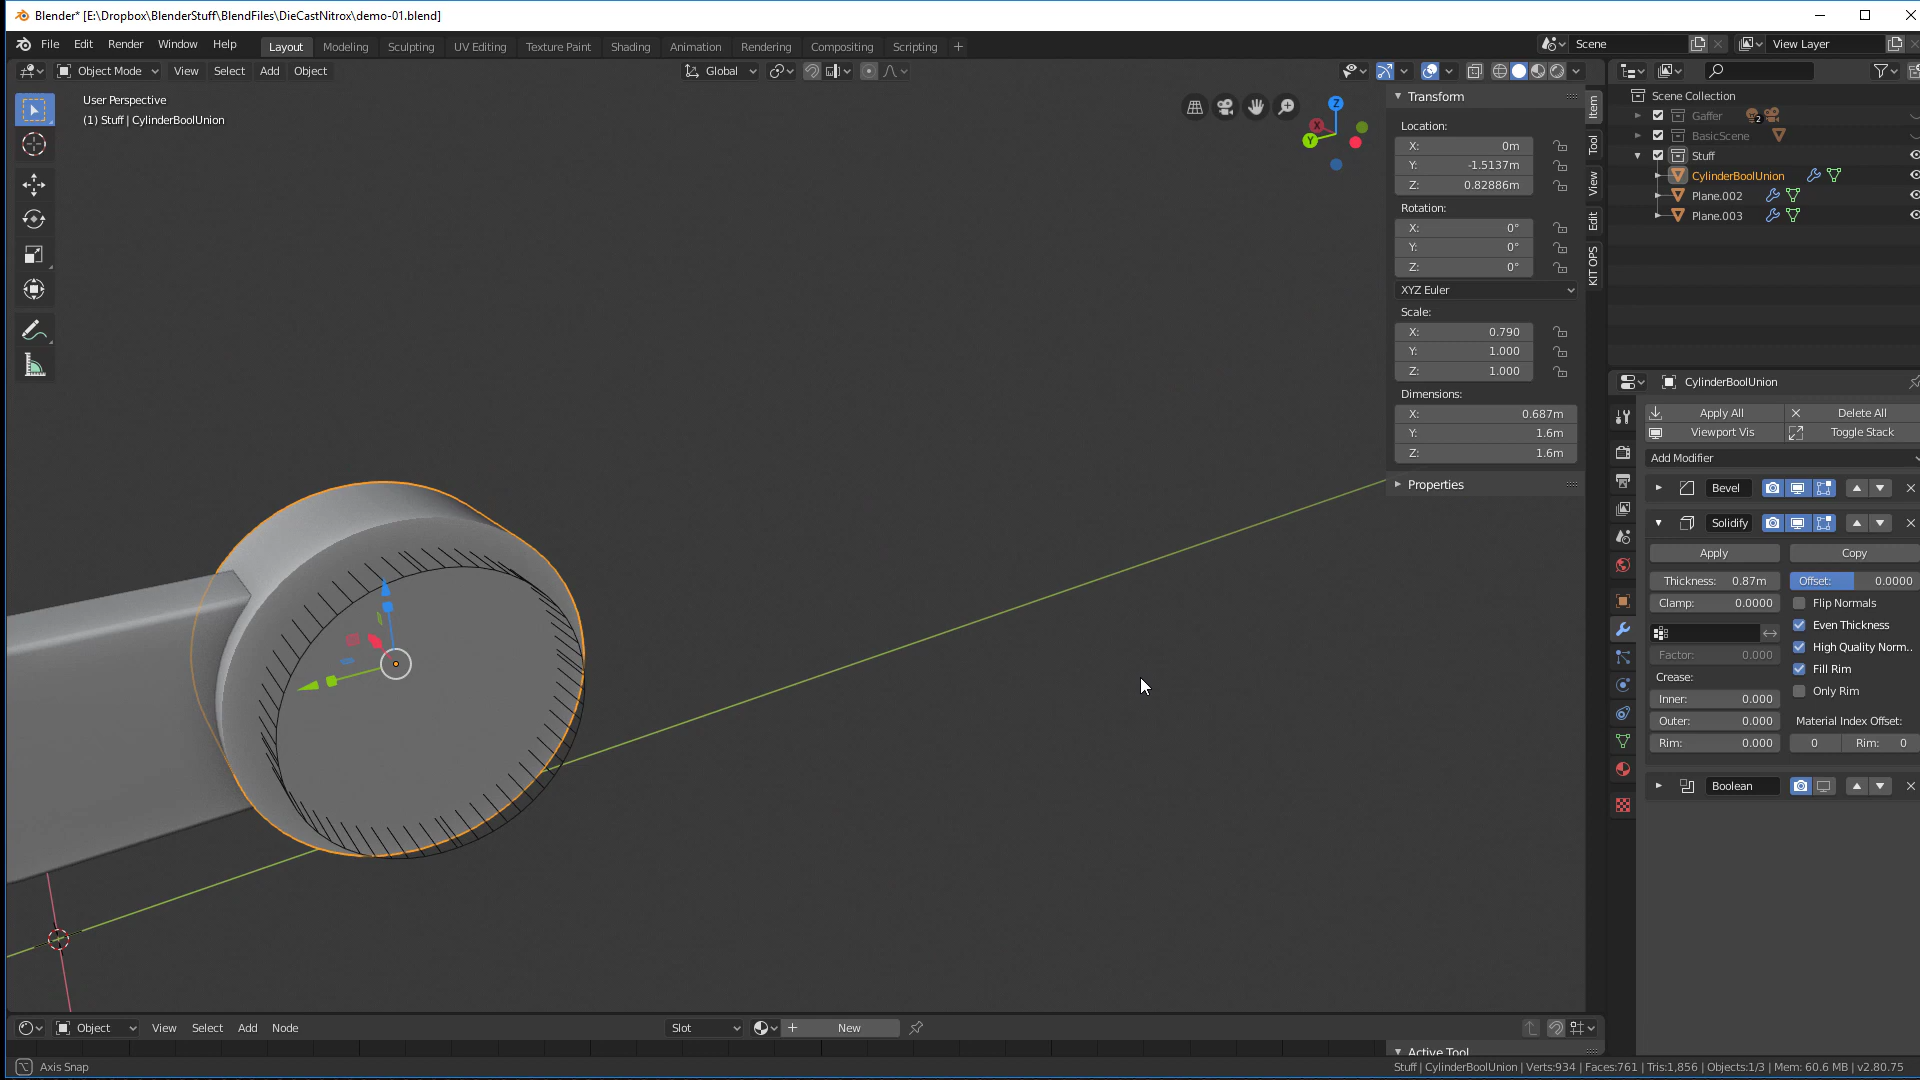 Blender* [E:\Dropbox\BlenderStuff\BlendFiles\DieCastNitrox\demo-01.blend]
File Edit Render Window Help Layout Modeling Sculpting UV Editing Texture Paint Shading Animation Rendering Compositing Scripting + Scene View Layer
Object Mode View Select Add Object Global
User Perspective
(1) Stuff | CylinderBoolUnion
Z
X
Y
Transform
Location:
X: 0m
Y: -1.5137m
Z: 0.82886m
Rotation:
X: 0°
Y: 0°
Z: 0°
XYZ Euler
Scale:
X: 0.790
Y: 1.000
Z: 1.000
Dimensions:
X: 0.687m
Y: 1.6m
Z: 1.6m
Properties
Item
Tool
View
Edit
KIT OPS
Scene Collection
Gaffer 2
BasicScene
Stuff
CylinderBoolUnion
Plane.002
Plane.003
CylinderBoolUnion
Apply All Delete All
Viewport Vis Toggle Stack
Add Modifier
Bevel
Solidify
Apply Copy
Thickness: 0.87m Offset: 0.0000
Clamp: 0.0000 Flip Normals
Even Thickness
Factor: 0.000 High Quality Norm..
Crease: Fill Rim
Inner: 0.000 Only Rim
Outer: 0.000 Material Index Offset:
Rim: 0.000 0 Rim: 0
Boolean
Object View Select Add Node Slot + New
Active Tool
Axis Snap
Stuff | CylinderBoolUnion | Verts:934 | Faces:761 | Tris:1,856 | Objects:1/3 | Mem: 60.6 MB | v2.80.75